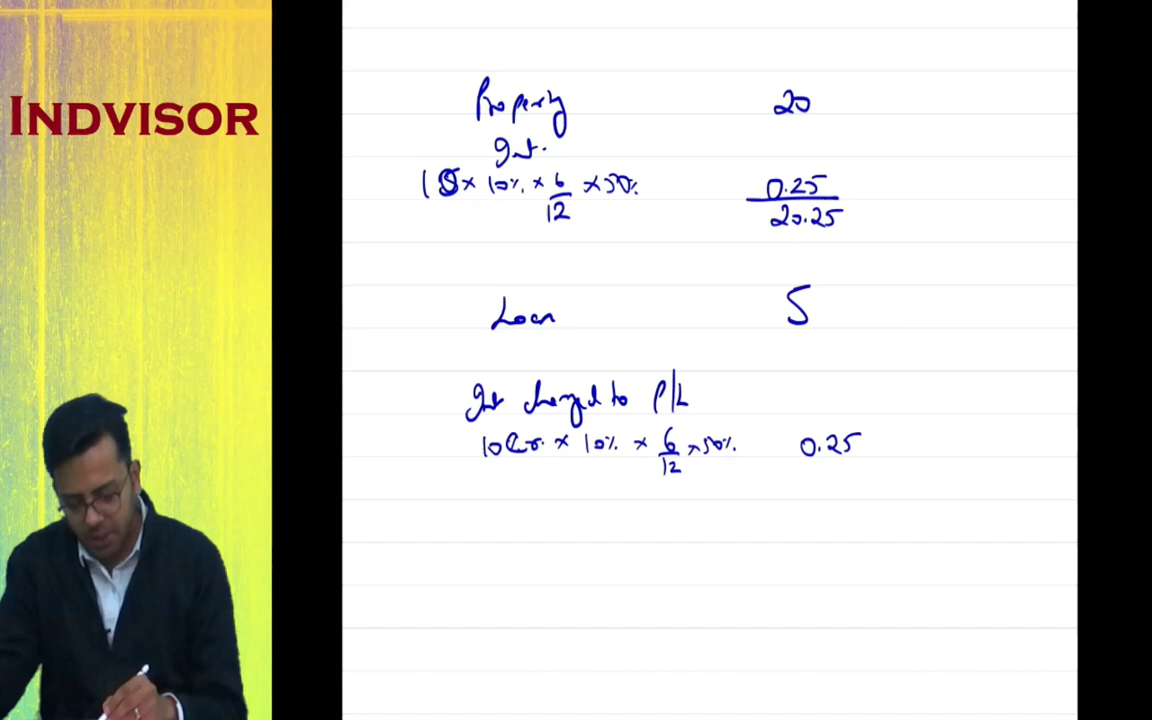 INDVISOR
Property 20
Int.
10 × 10% × 6/12 × 50% 0.25
20.25
Loan 5
Int charged to P/L
10Cr. × 10% × 6/12 × 50% 0.25